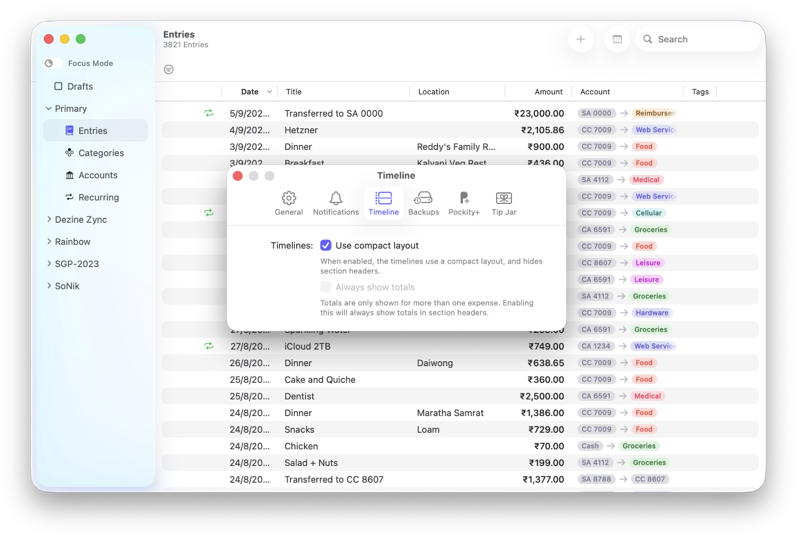 Entries
3821 Entries
Search
Focus Mode
Drafts
Primary
Entries
Categories
Accounts
Recurring
Dezine Zync
Rainbow
SGP-2023
SoNik
Date Title Location Amount Account Tags
5/9/202... Transferred to SA 0000 ₹23,000.00 SA 0000 → Reimburse
4/9/202... Hetzner ₹2,105.86 CC 7009 → Web Servic
3/9/202... Dinner Reddy's Family R... ₹900.00 CC 7009 → Food
3/9/202... Breakfast Kalyani Veg Rest... ₹436.00 CC 7009 → Food
SA 4112 → Medical
CC 7009 → Web Servic
CC 7009 → Cellular
CA 6591 → Groceries
CC 7009 → Food
CC 8607 → Leisure
CA 6591 → Leisure
SA 4112 → Groceries
CC 7009 → Hardware
Timeline
General Notifications Timeline Backups Pockity+ Tip Jar
Timelines: Use compact layout
When enabled, the timelines use a compact layout, and hides
section headers.
Always show totals
Totals are only shown for more than one expense. Enabling
this will always show totals in section headers.
CA 6591 → Groceries
27/8/20... iCloud 2TB ₹749.00 CA 1234 → Web Servic
26/8/20... Dinner Daiwong ₹638.65 CC 7009 → Food
25/8/20... Cake and Quiche ₹360.00 CC 7009 → Food
25/8/20... Dentist ₹2,500.00 CA 6591 → Medical
24/8/20... Dinner Maratha Samrat ₹1,386.00 CC 7009 → Food
24/8/20... Snacks Loam ₹729.00 CC 7009 → Food
24/8/20... Chicken ₹70.00 Cash → Groceries
24/8/20... Salad + Nuts ₹199.00 SA 4112 → Groceries
24/8/20... Transferred to CC 8607 ₹1,377.00 SA 8788 → CC 8607